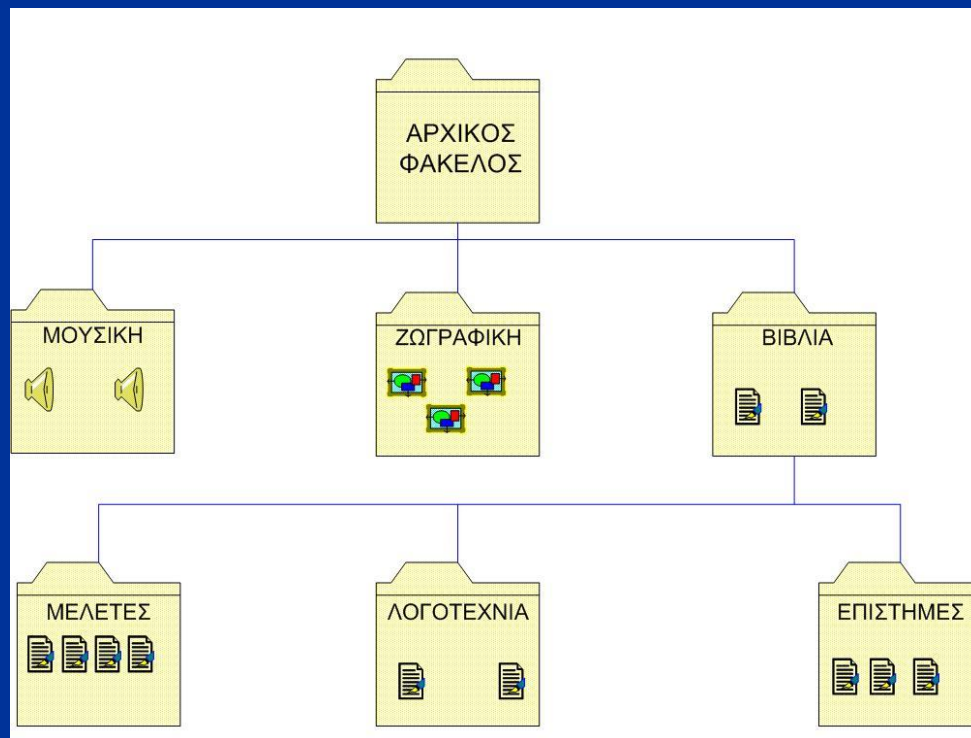 ΑΡΧΙΚΟΣ
ΦΑΚΕΛΟΣ
ΜΟΥΣΙΚΗ
ΖΩΓΡΑΦΙΚΗ
ΒΙΒΛΙΑ
ΜΕΛΕΤΕΣ
ΛΟΓΟΤΕΧΝΙΑ
ΕΠΙΣΤΗΜΕΣ